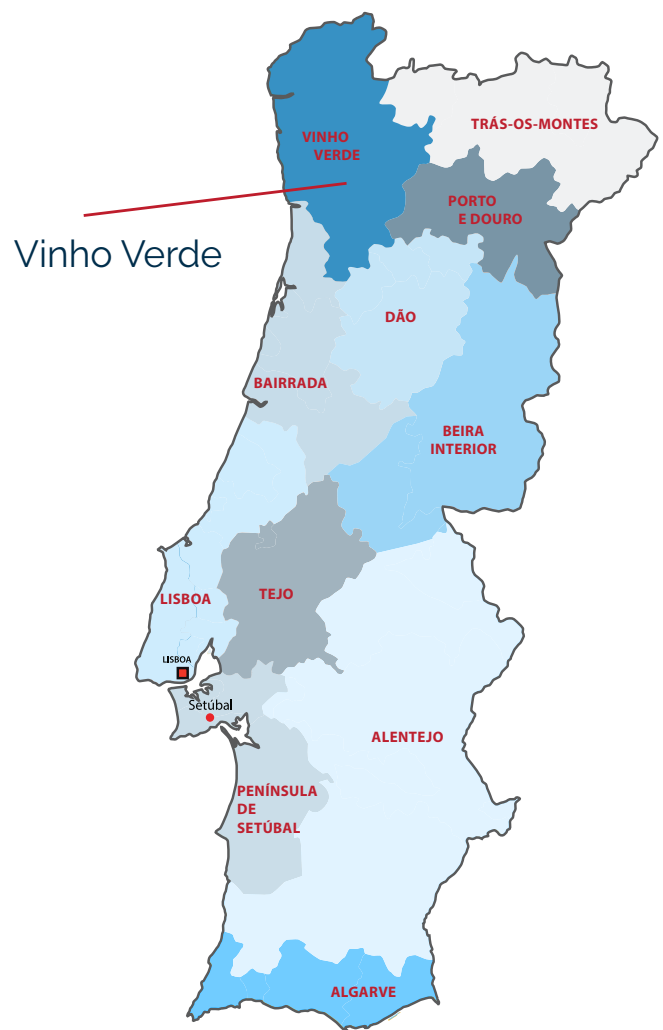 TRÁS-OS-MONTES
VINHO
VERDE
PORTO
E DOURO
Vinho Verde
DÃO
BAIRRADA
BEIRA
INTERIOR
TEJO
LISBOA
LISBOA
Setúbal
ALENTEJO
PENÍNSULA
DE
SETÚBAL
ALGARVE